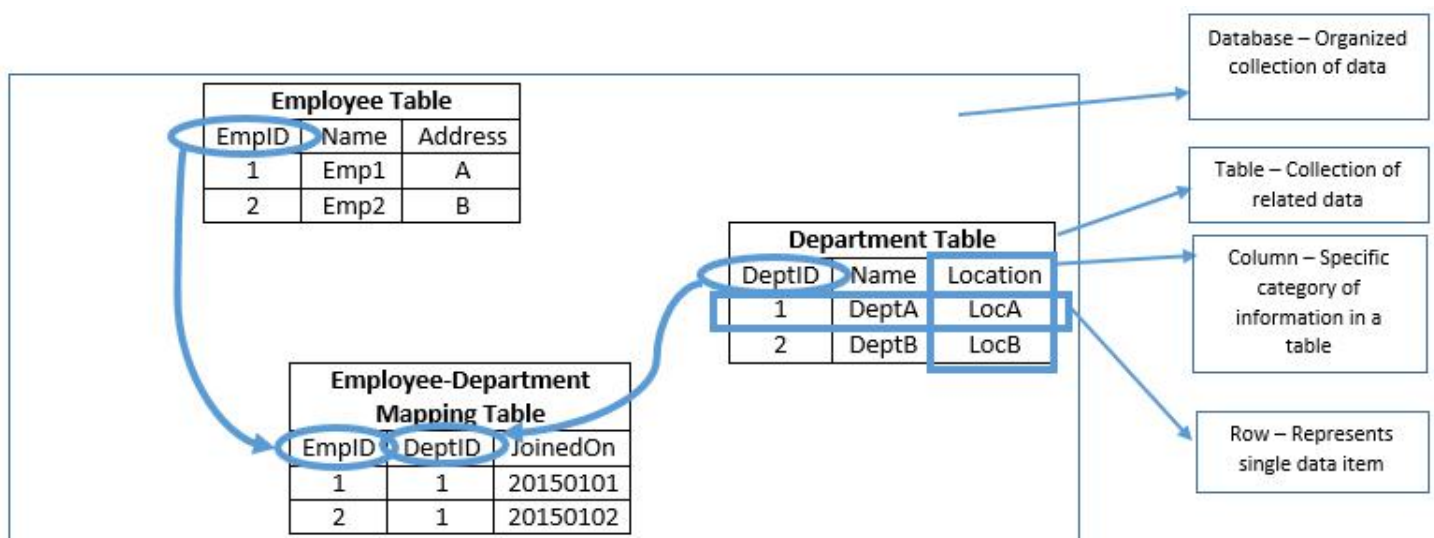 Employee Table
EmpID Name Address
1 Emp1 A
2 Emp2 B
Department Table
DeptID Name Location
1 DeptA LocA
2 DeptB LocB
Employee-Department
Mapping Table
EmpID DeptID JoinedOn
1 1 20150101
2 1 20150102
Database – Organized
collection of data
Table – Collection of
related data
Column – Specific
category of
information in a
table
Row – Represents
single data item